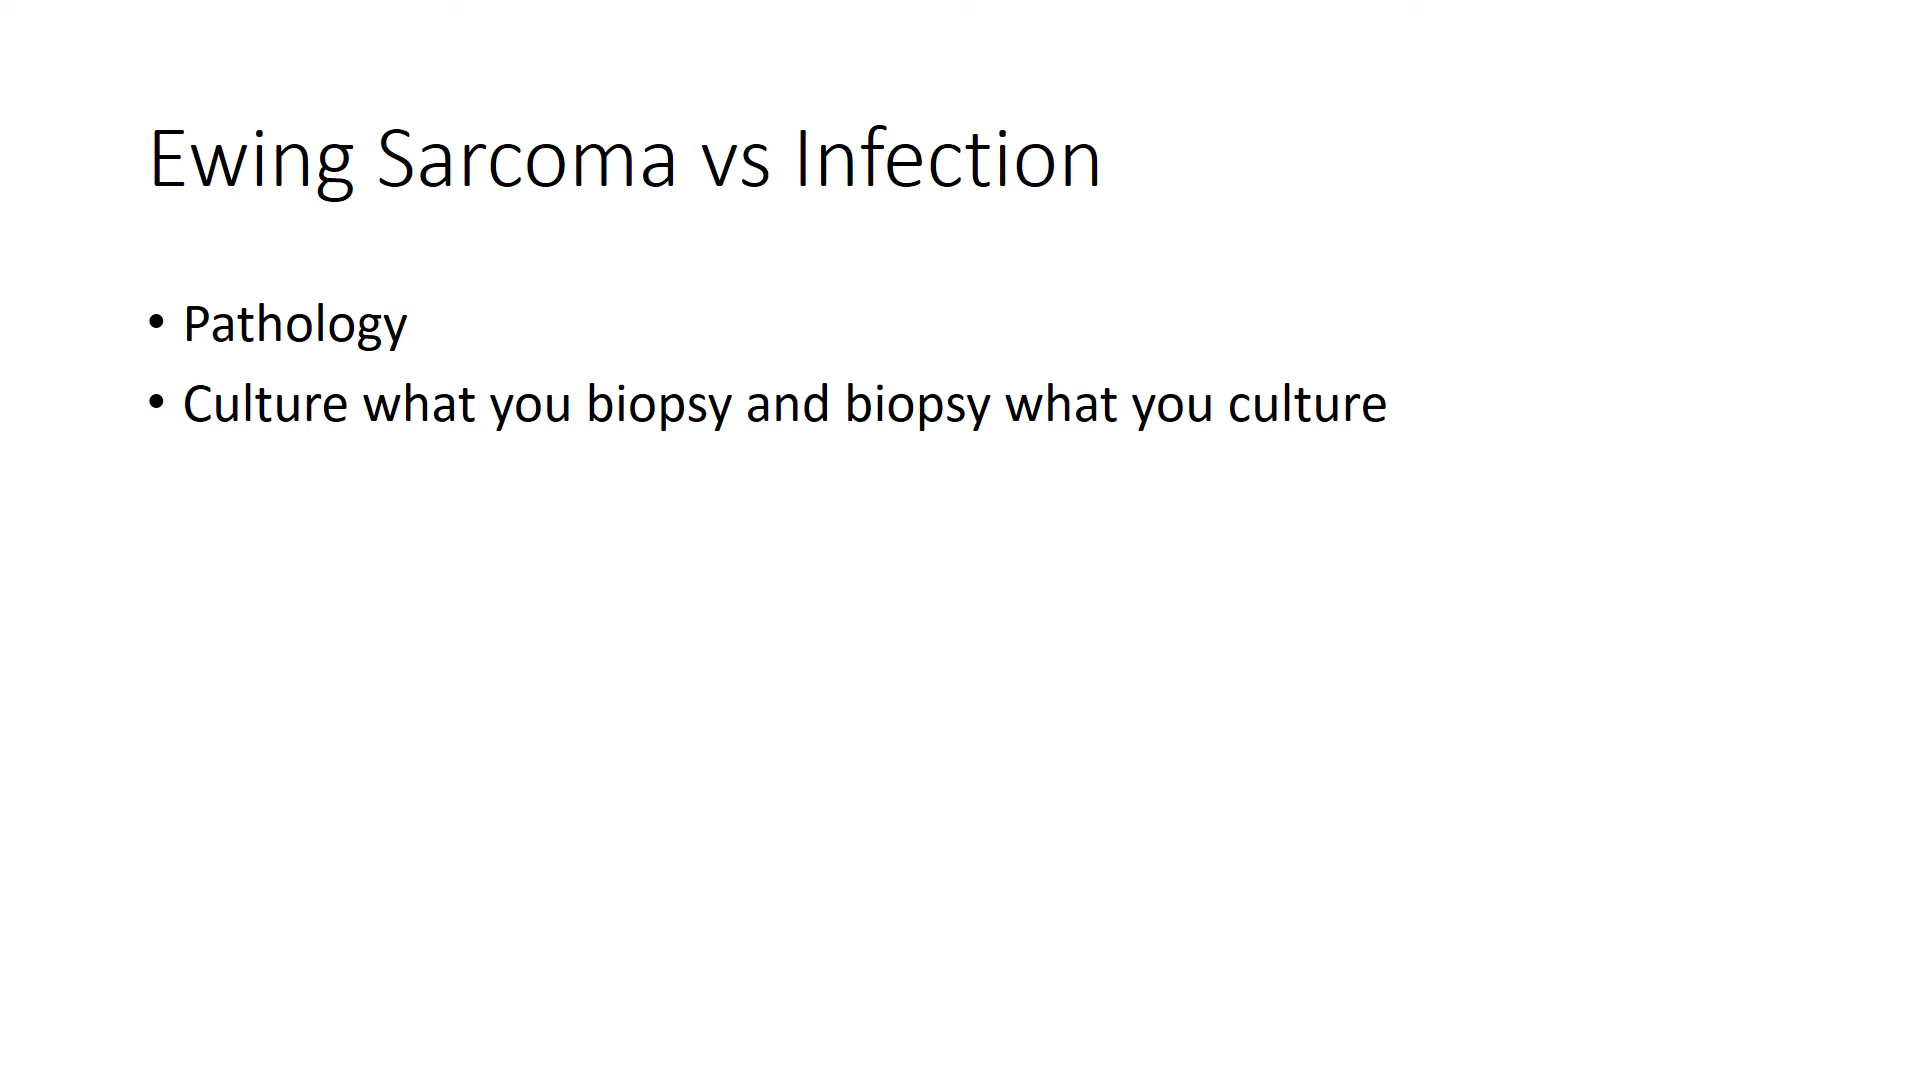 Ewing Sarcoma vs Infection
• Pathology
• Culture what you biopsy and biopsy what you culture